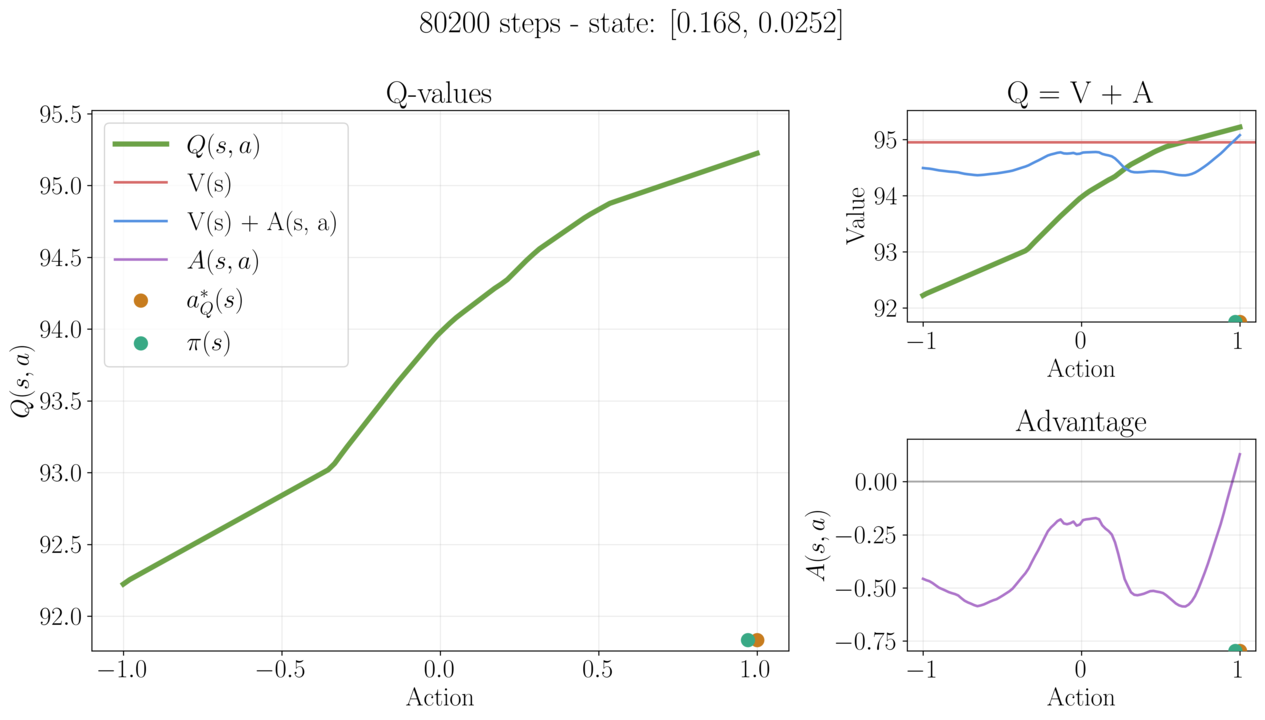 80200 steps - state: [0.168, 0.0252]
Q-values
95.5
95.0
94.5
94.0
93.5
93.0
92.5
92.0
Q(s, a)
Q(s, a)
V(s)
V(s) + A(s, a)
A(s, a)
a*_Q(s)
π(s)
−1.0
−0.5
0.0
0.5
1.0
Action
Q = V + A
95
94
93
92
Value
−1
0
1
Action
Advantage
0.00
−0.25
−0.50
−0.75
A(s, a)
−1
0
1
Action